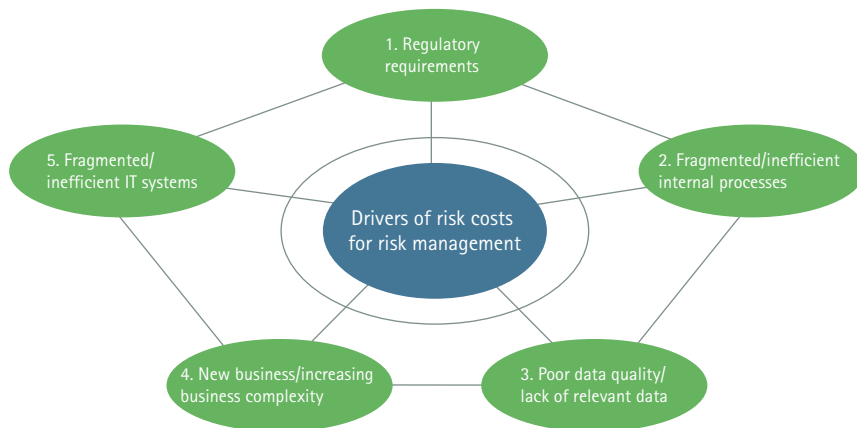 1. Regulatory
requirements
5. Fragmented/
inefficient IT systems
2. Fragmented/inefficient
internal processes
Drivers of risk costs
for risk management
4. New business/increasing
business complexity
3. Poor data quality/
lack of relevant data